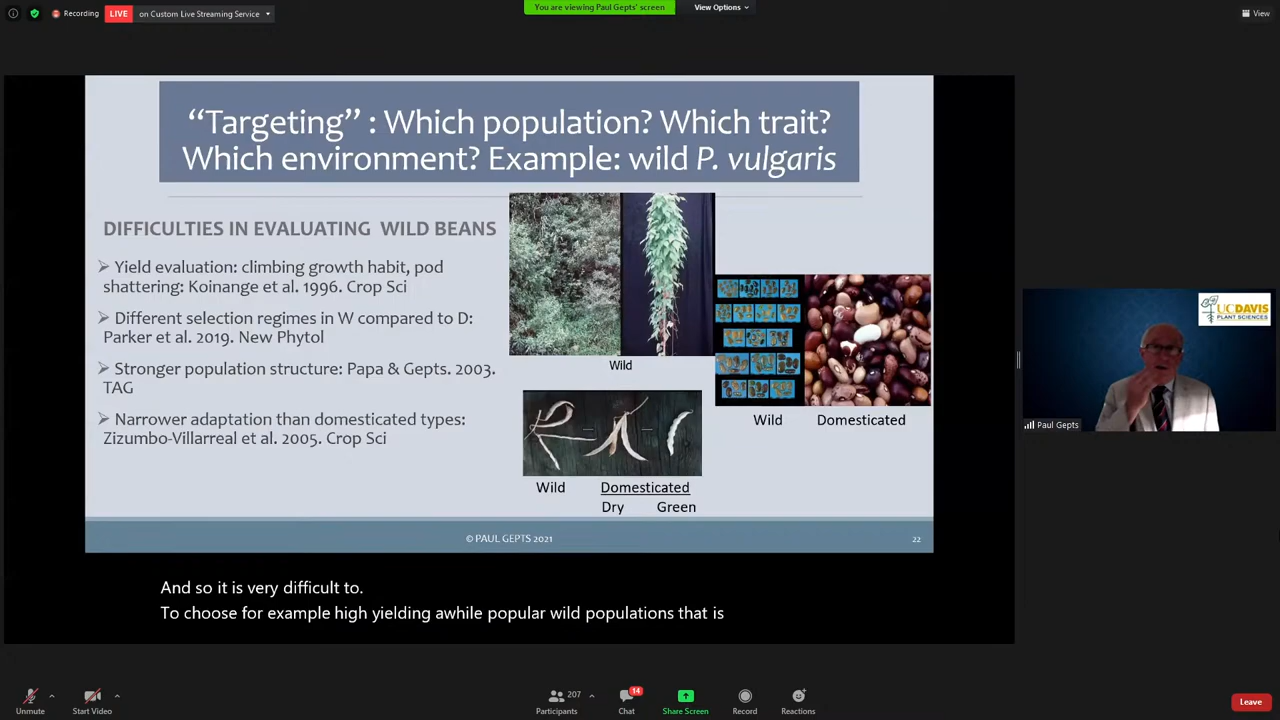 Recording
LIVE
on Custom Live Streaming Service
You are viewing Paul Gepts' screen
View Options
View
“Targeting” : Which population? Which trait?
Which environment? Example: wild P. vulgaris
DIFFICULTIES IN EVALUATING WILD BEANS
➢ Yield evaluation: climbing growth habit, pod
shattering: Koinange et al. 1996. Crop Sci
➢ Different selection regimes in W compared to D:
Parker et al. 2019. New Phytol
➢ Stronger population structure: Papa & Gepts. 2003.
TAG
➢ Narrower adaptation than domesticated types:
Zizumbo-Villarreal et al. 2005. Crop Sci
Wild
Wild
Domesticated
Wild
Domesticated
Dry
Green
© PAUL GEPTS 2021
22
UCDAVIS
PLANT SCIENCES
Paul Gepts
And so it is very difficult to.
To choose for example high yielding awhile popular wild populations that is
Unmute
Start Video
207
Participants
14
Chat
Share Screen
Record
Reactions
Leave